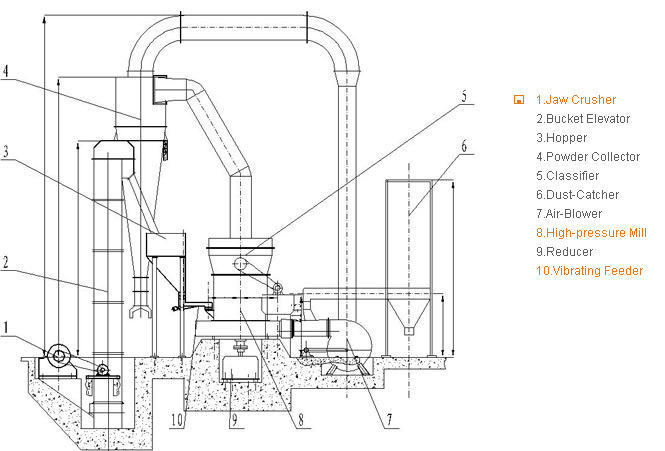 4
5
1.Jaw Crusher
2.Bucket Elevator
3.Hopper
4.Powder Collector
5.Classifier
6.Dust-Catcher
7.Air-Blower
8.High-pressure Mill
9.Reducer
10.Vibrating Feeder
3
6
2
1
10
9
8
7